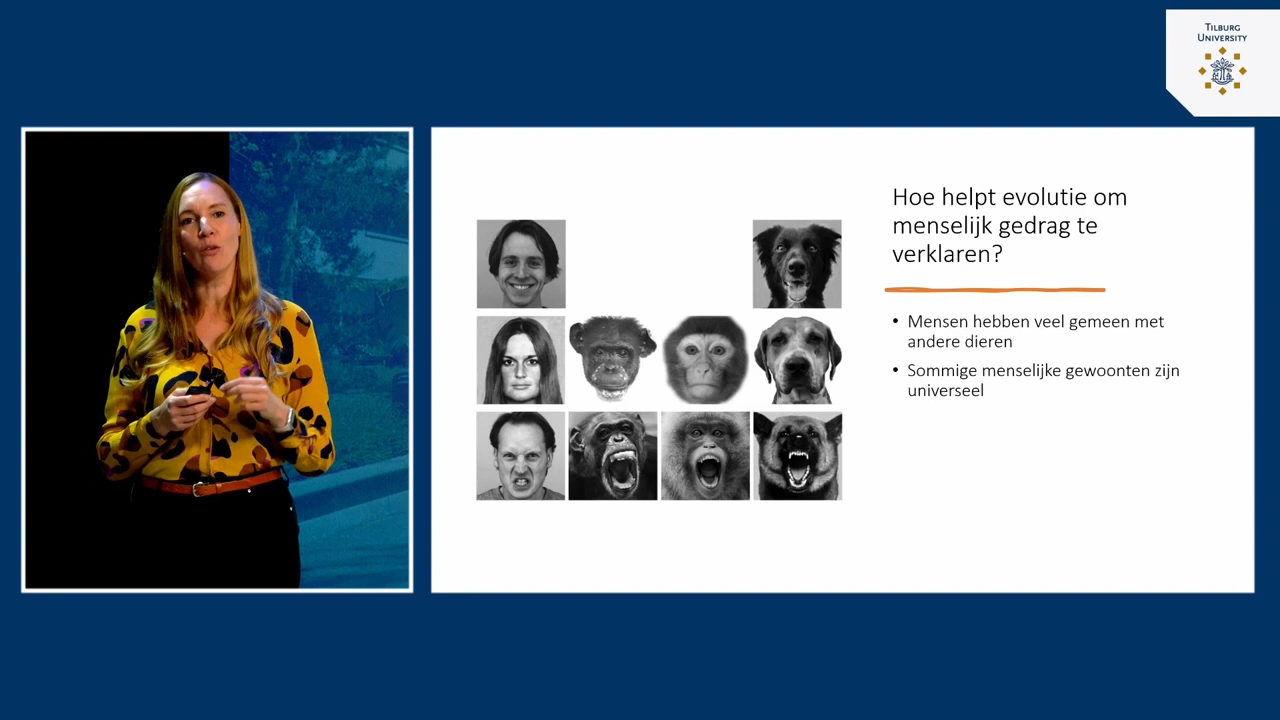 TILBURG
UNIVERSITY
Hoe helpt evolutie om
menselijk gedrag te
verklaren?
• Mensen hebben veel gemeen met
andere dieren
• Sommige menselijke gewoonten zijn
universeel